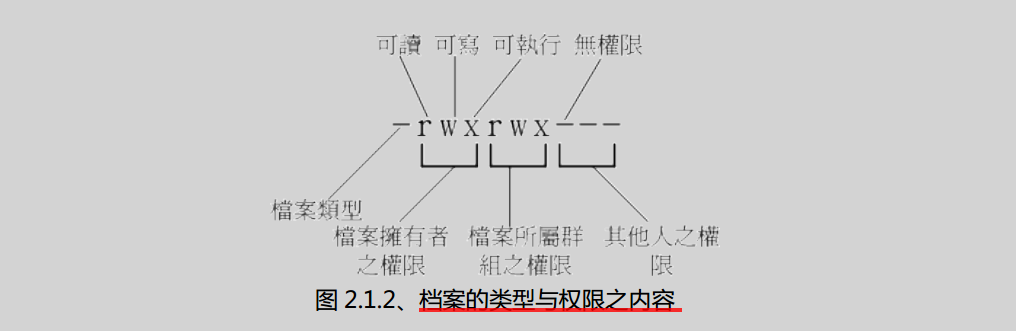 可讀 可寫 可執行 無權限
-rwxrwx---
檔案類型
檔案擁有者
之權限
檔案所屬群
組之權限
其他人之權
限
图 2.1.2、档案的类型与权限之内容